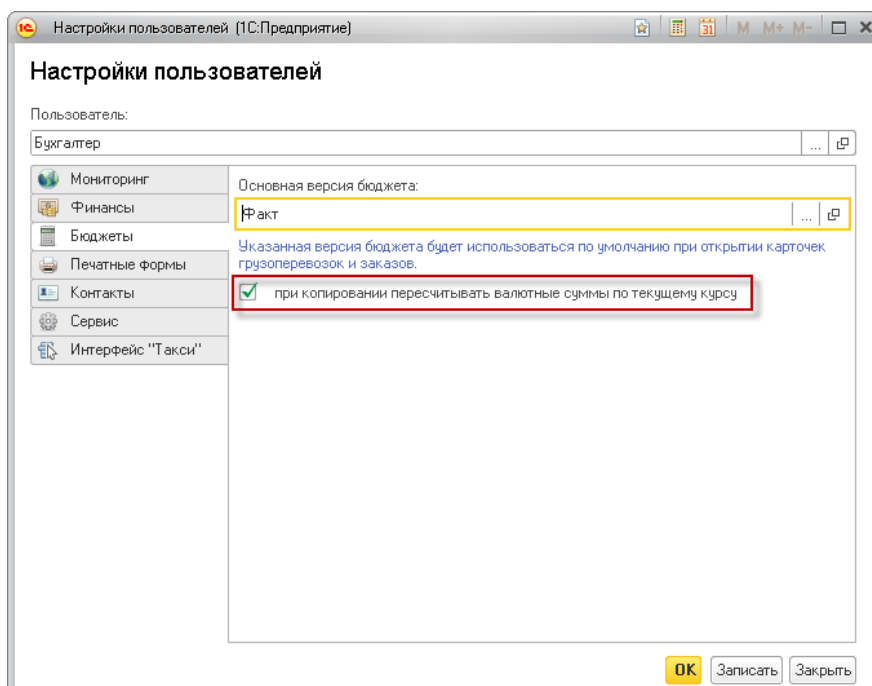 Настройки пользователей (1С:Предприятие)
31 M M+ M-
Настройки пользователей
Пользователь:
Бухгалтер ...
Мониторинг
Финансы
Бюджеты
Печатные формы
Контакты
Сервис
Интерфейс "Такси"
Основная версия бюджета:
Факт ...
Указанная версия бюджета будет использоваться по умолчанию при открытии карточек
грузоперевозок и заказов.
при копировании пересчитывать валютные суммы по текущему курсу
ОК Записать Закрыть